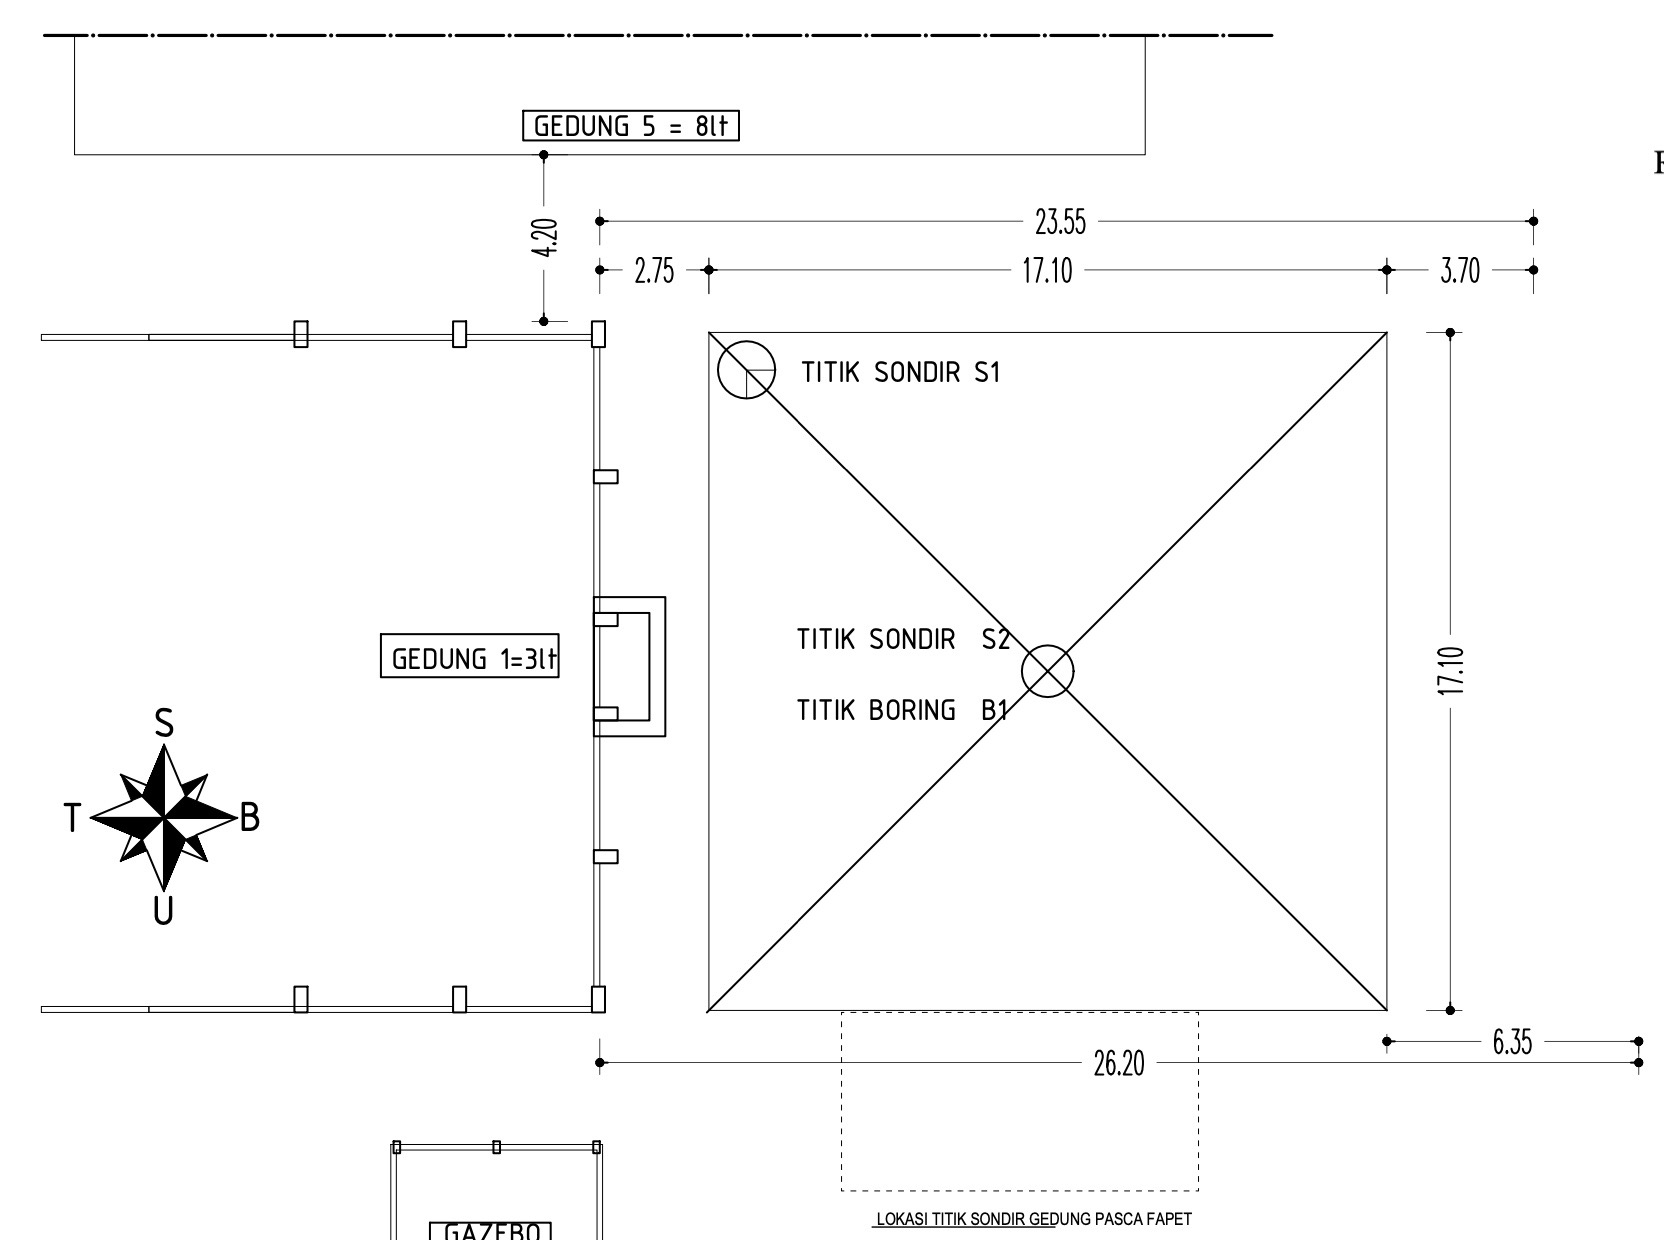 GEDUNG 5 = 8lt
R
4.20
23.55
2.75
17.10
3.70
TITIK SONDIR S1
TITIK SONDIR S2
TITIK BORING B1
GEDUNG 1=3lt
17.10
S
T
B
U
6.35
26.20
LOKASI TITIK SONDIR GEDUNG PASCA FAPET
GAZEBO